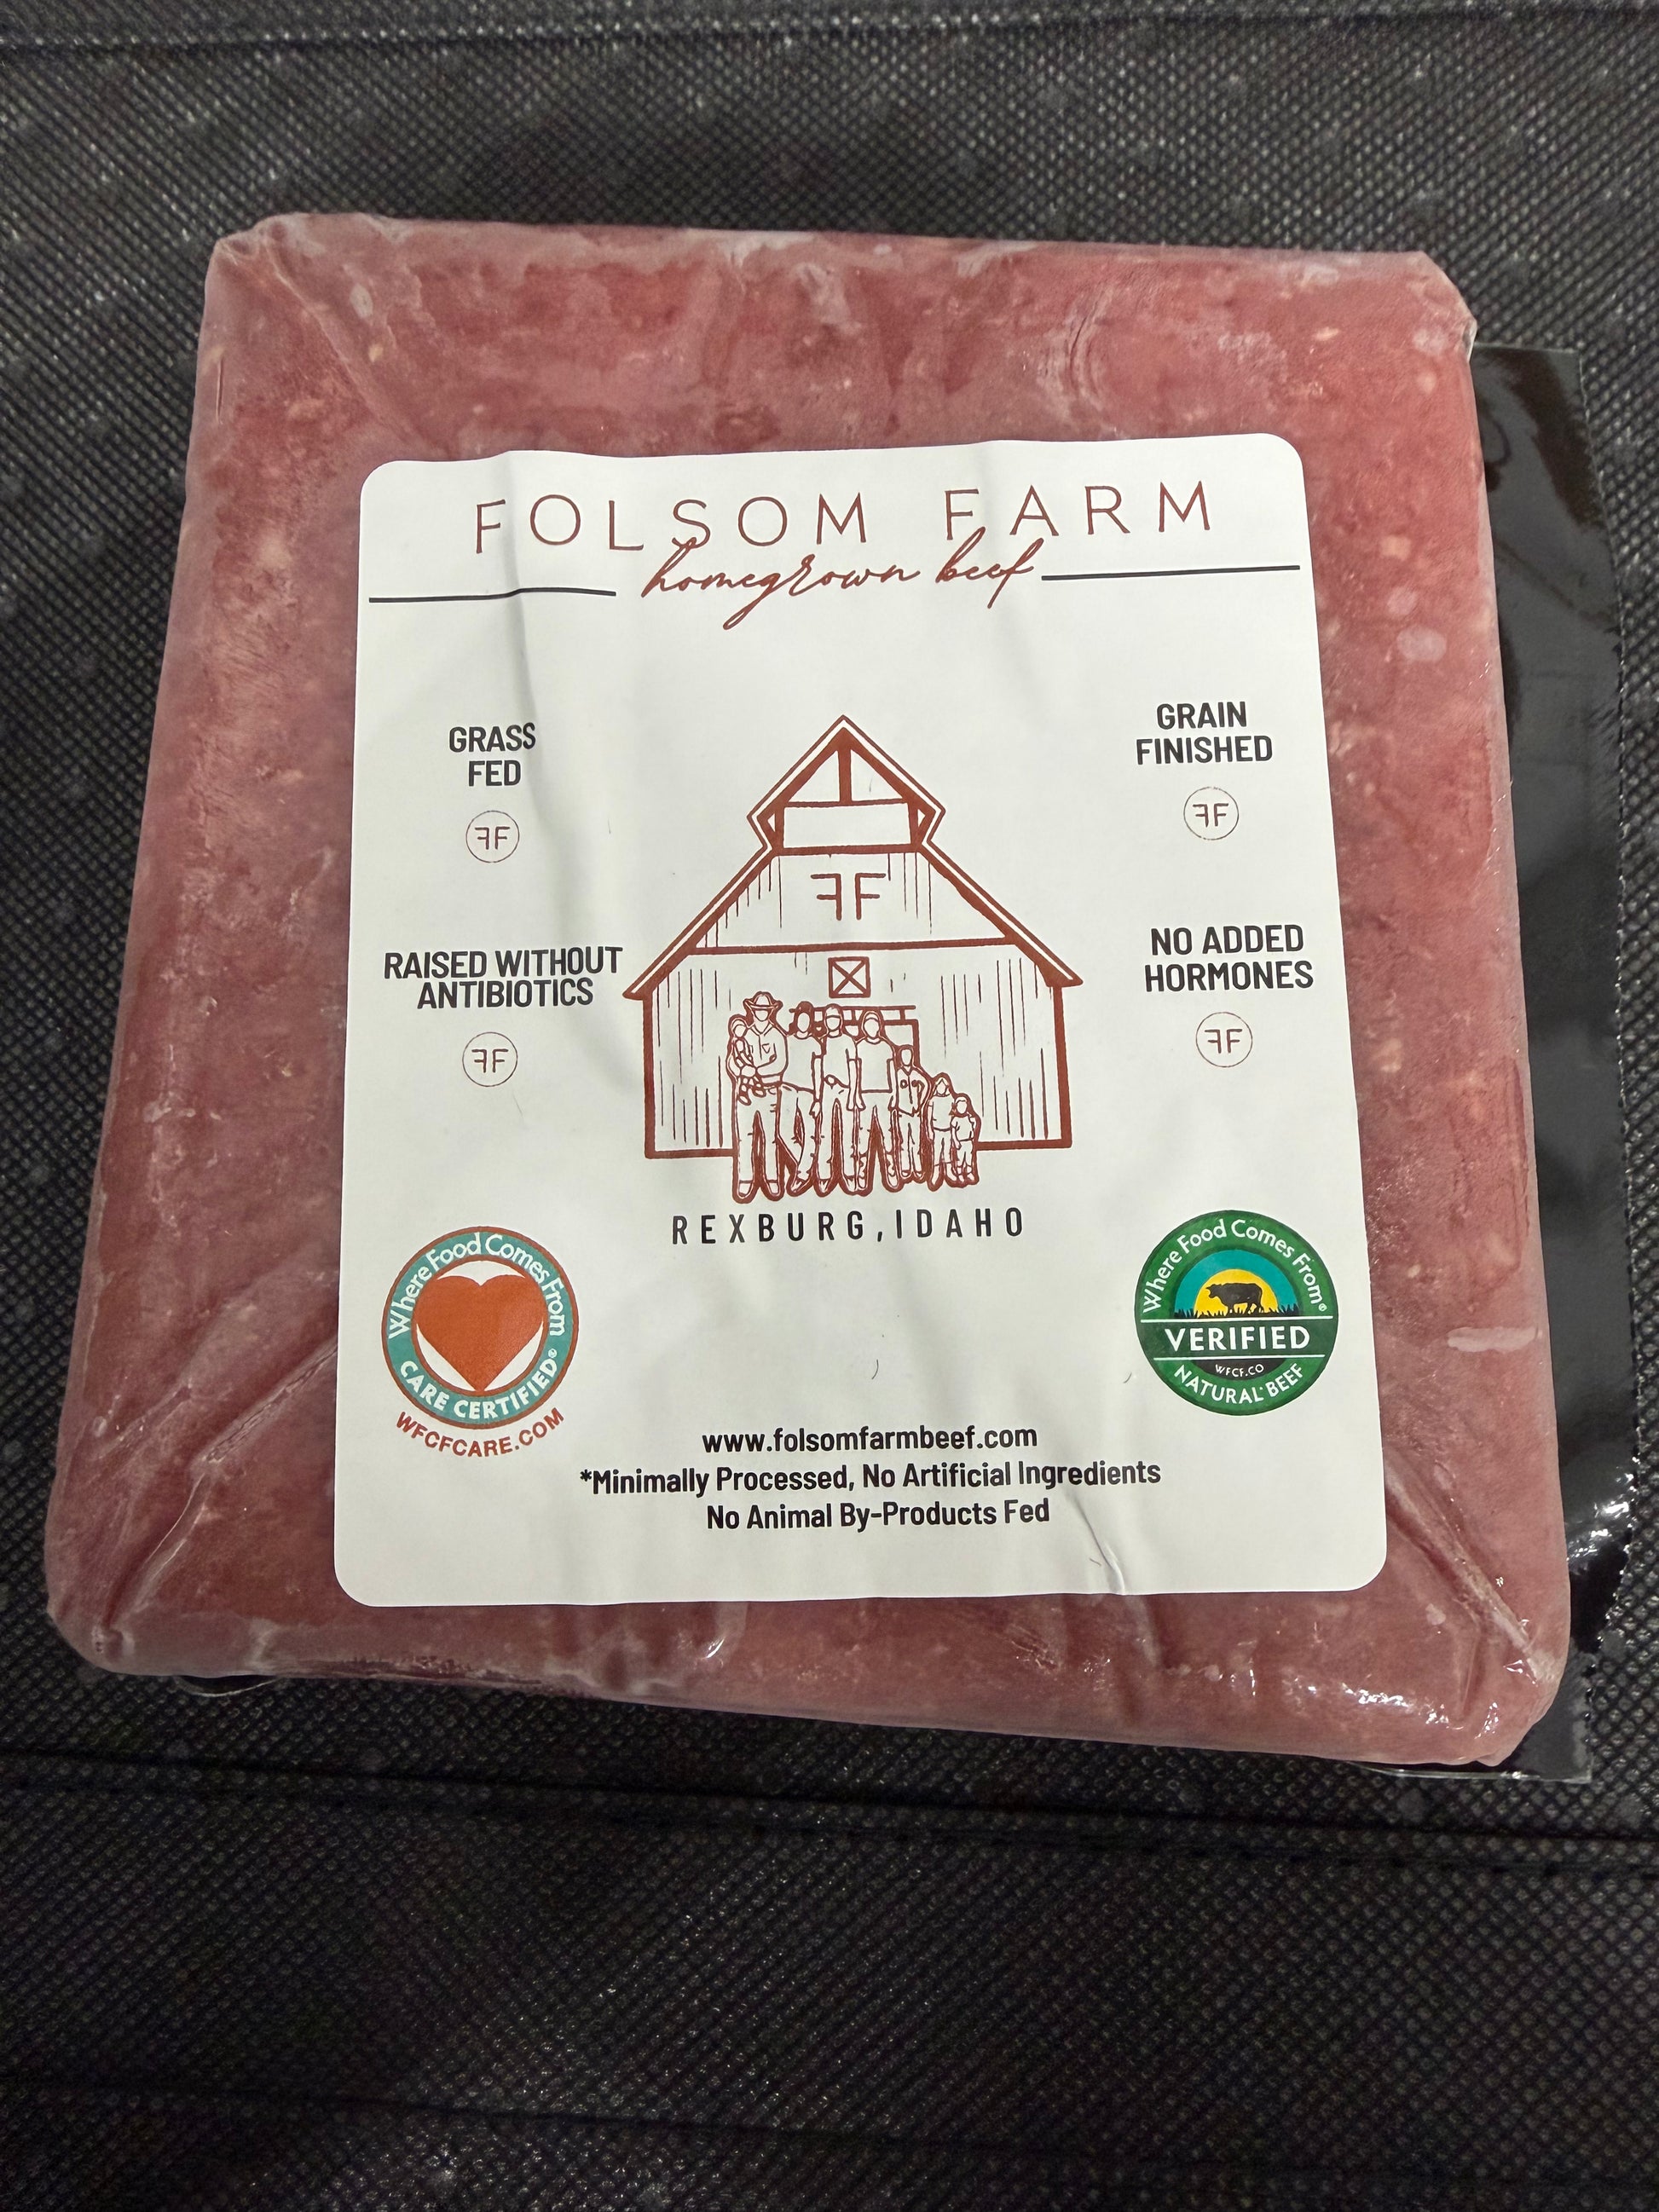 FOLSOM FARM
homegrown beef
GRASS
FED
FF
GRAIN
FINISHED
FF
FF
RAISED WITHOUT
ANTIBIOTICS
FF
NO ADDED
HORMONES
FF
REXBURG, IDAHO
Where Food Comes From
CARE CERTIFIED®
WFCFCARE.COM
Where Food Comes From®
VERIFIED
WFCF.CO
NATURAL* BEEF
www.folsomfarmbeef.com
*Minimally Processed, No Artificial Ingredients
No Animal By-Products Fed